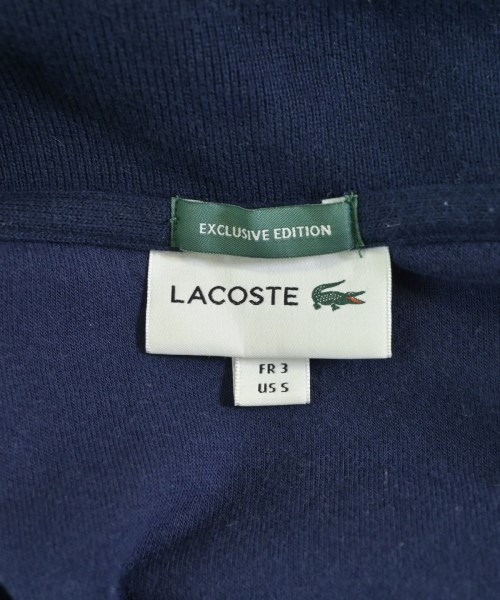 EXCLUSIVE EDITION
LACOSTE
FR 3
US S